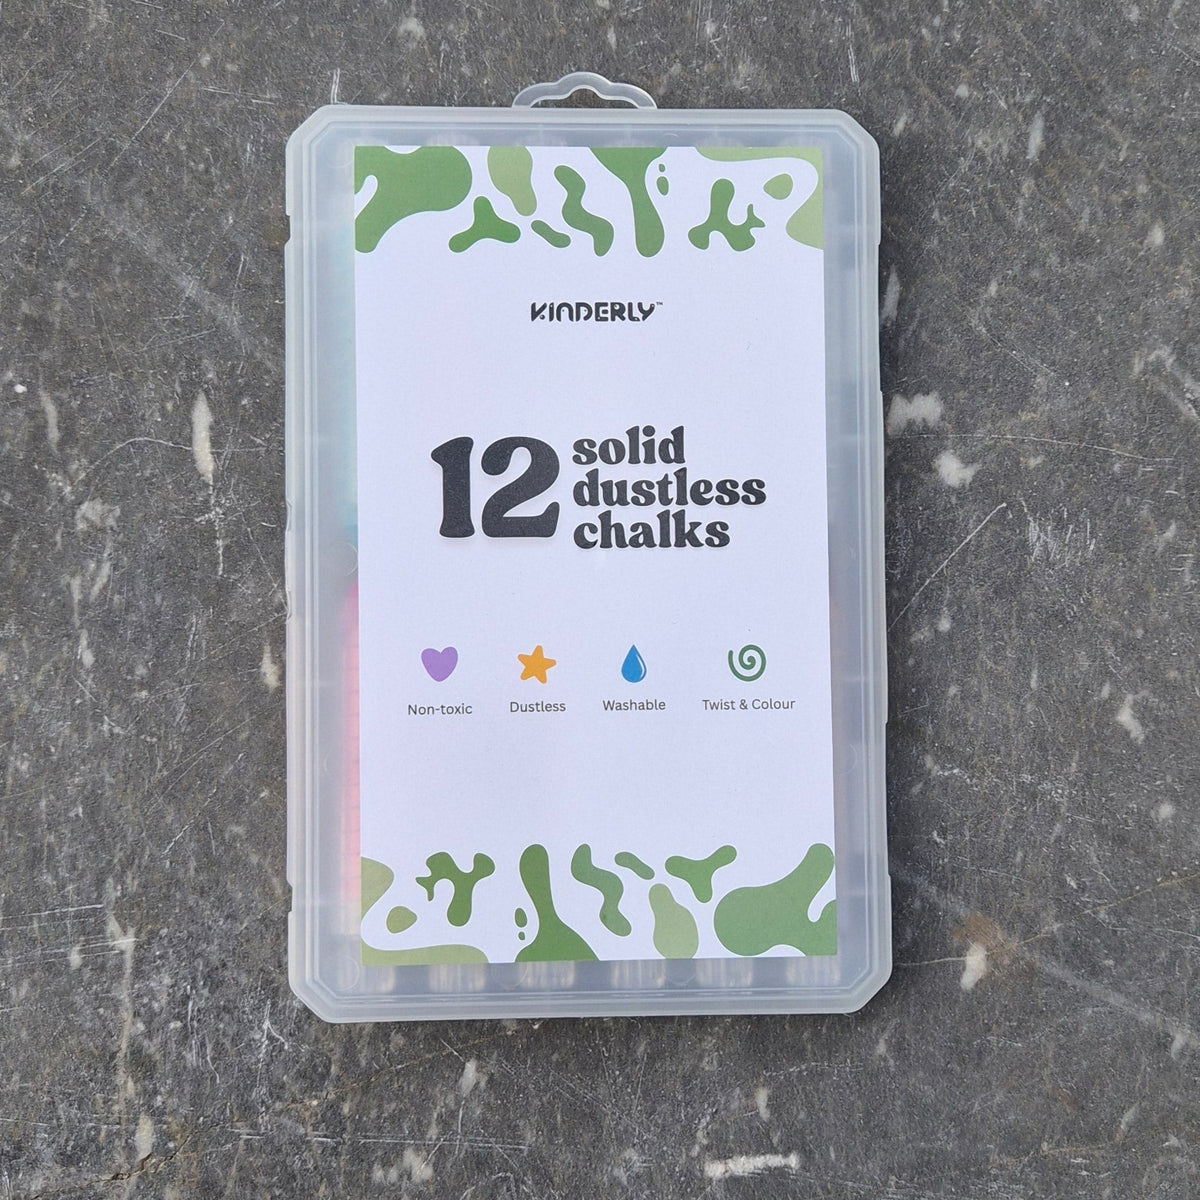 KINDERLY™
12 solid
dustless
chalks
Non-toxic Dustless Washable Twist & Colour